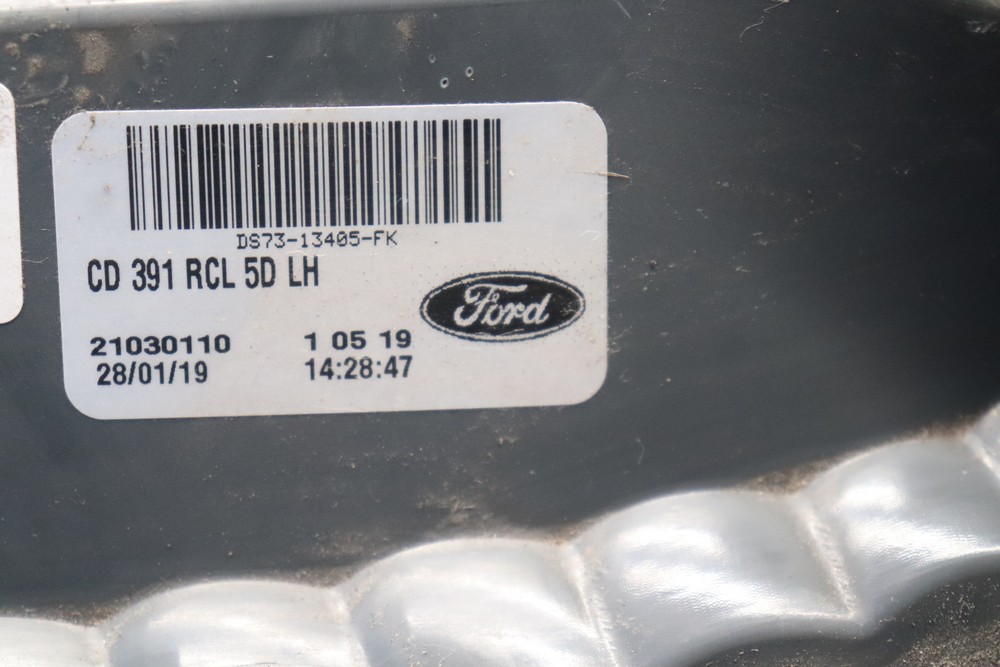 DS73-13405-FK
CD 391 RCL 5D LH
Ford
21030110 1 05 19
28/01/19 14:28:47